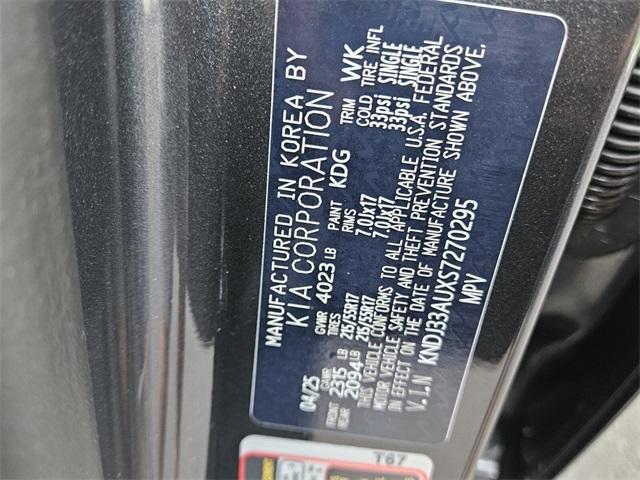 MANUFACTURED IN KOREA BY
KIA CORPORATION
04/25 GVWR 4023 LB PAINT KDG TRIM WK
GAWR TIRES RIMS COLD TIRE INFL
FRONT 2315 LB 215/55R17 7.0Jx17 33psi SINGLE
REAR 2094 LB 215/55R17 7.0Jx17 33psi SINGLE
THIS VEHICLE CONFORMS TO ALL APPLICABLE U.S.A. FEDERAL
MOTOR VEHICLE SAFETY AND THEFT PREVENTION STANDARDS
IN EFFECT ON THE DATE OF MANUFACTURE SHOWN ABOVE.
V.I.N KNDJ33AUXS7270295
MPV
T67